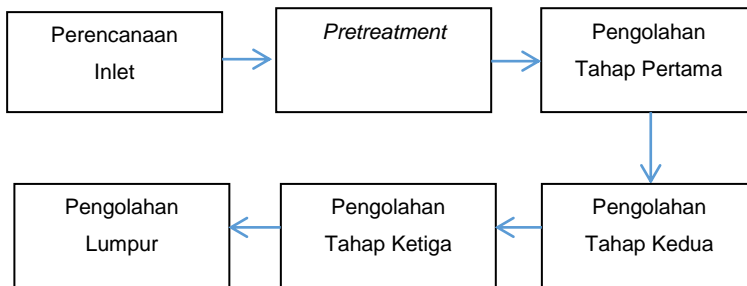 Perencanaan
Inlet
Pretreatment
Pengolahan
Tahap Pertama
Pengolahan
Tahap Kedua
Pengolahan
Tahap Ketiga
Pengolahan
Lumpur